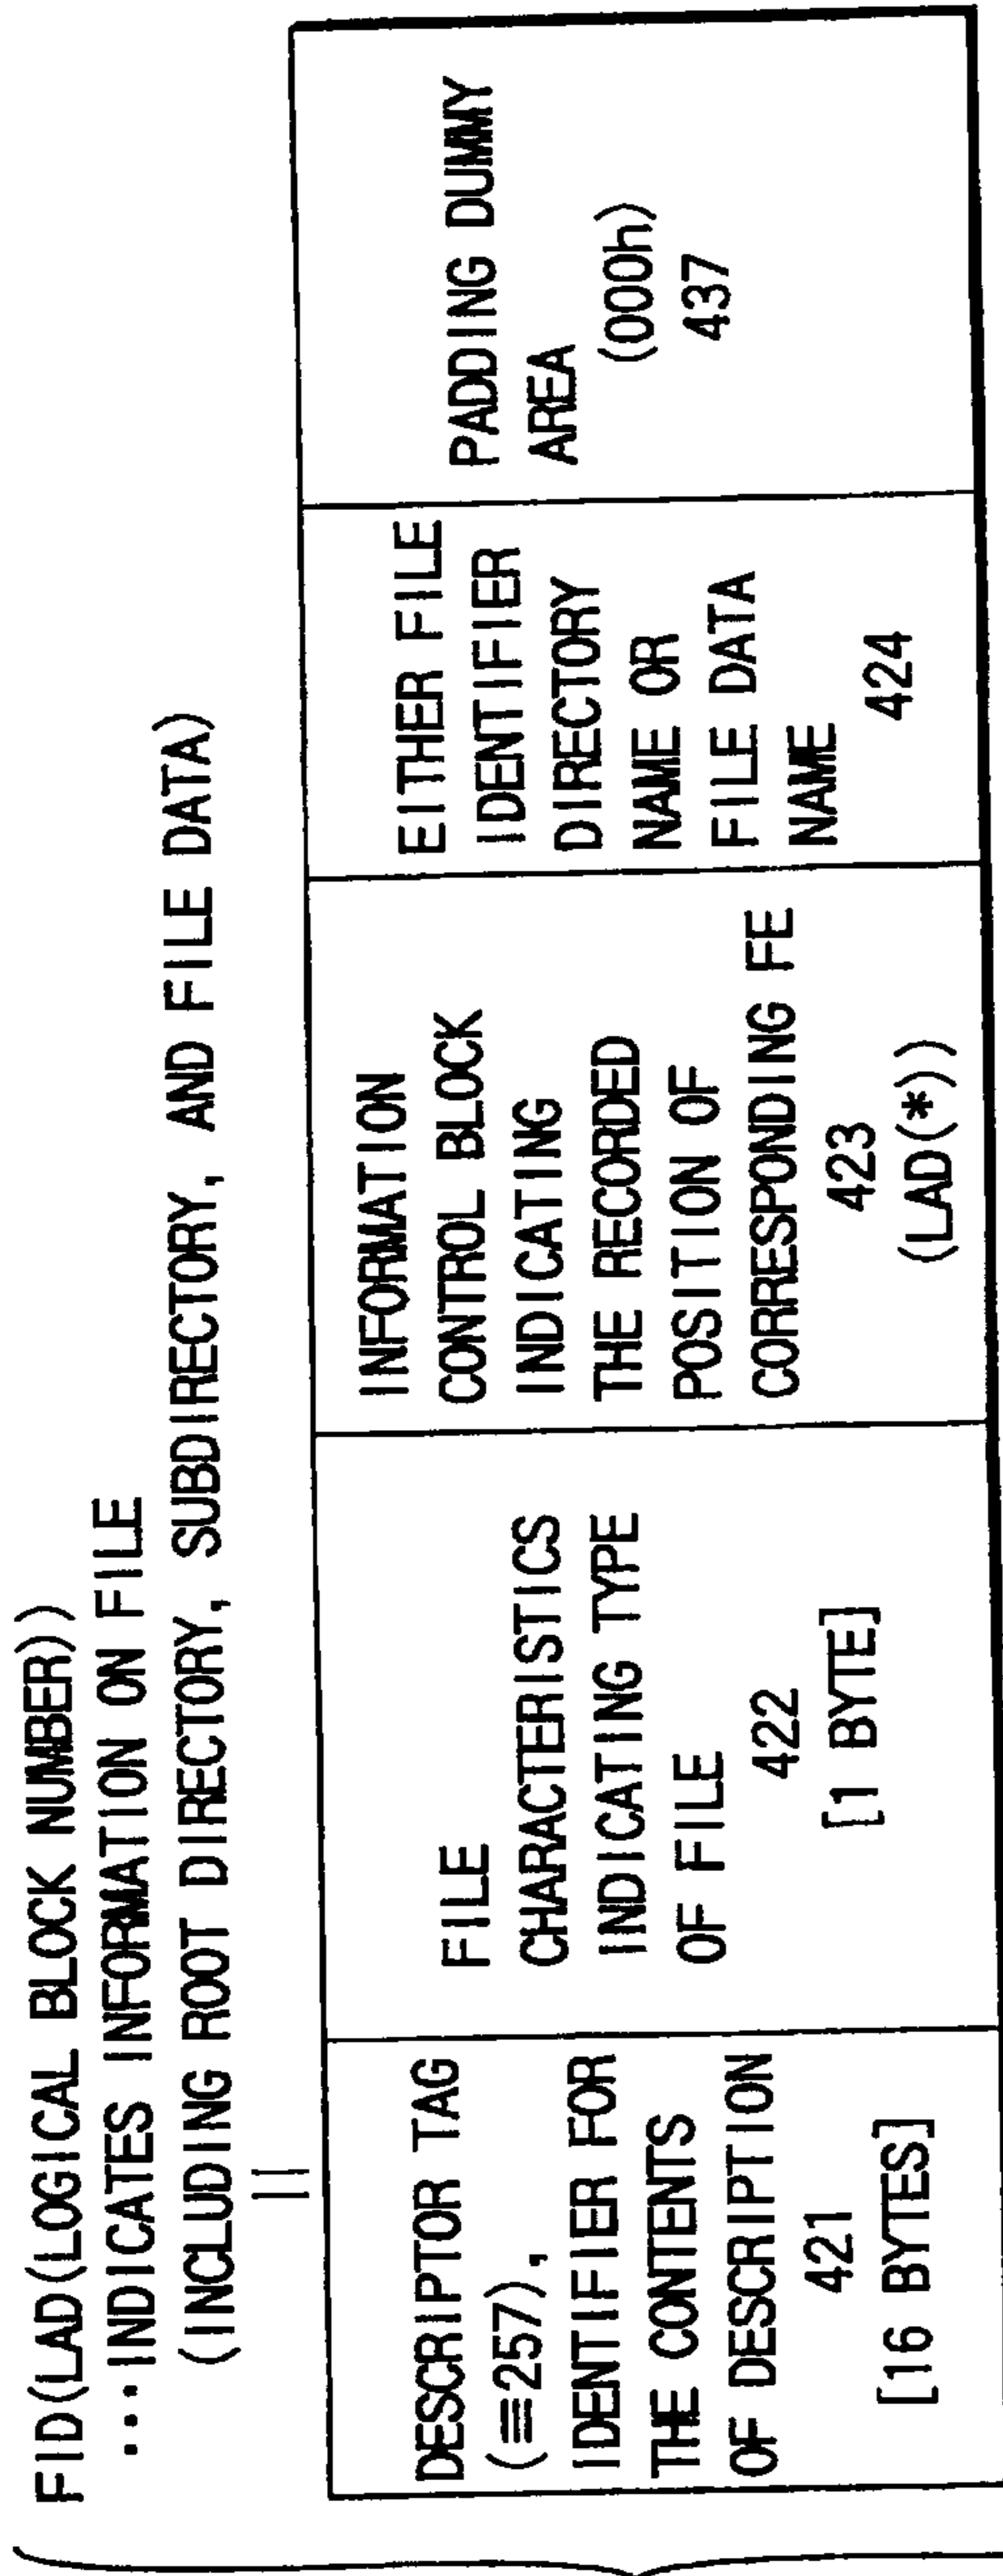 FID(LAD(LOGICAL BLOCK NUMBER))
···INDICATES INFORMATION ON FILE
(INCLUDING ROOT DIRECTORY, SUBDIRECTORY, AND FILE DATA)
||
DESCRIPTOR TAG
(≡257),
IDENTIFIER FOR
THE CONTENTS
OF DESCRIPTION
421
[16 BYTES]
FILE
CHARACTERISTICS
INDICATING TYPE
OF FILE
422
[1 BYTE]
INFORMATION
CONTROL BLOCK
INDICATING
THE RECORDED
POSITION OF
CORRESPONDING FE
423
(LAD(*))
EITHER FILE
IDENTIFIER
DIRECTORY
NAME OR
FILE DATA
NAME
424
PADDING DUMMY
AREA
(000h)
437